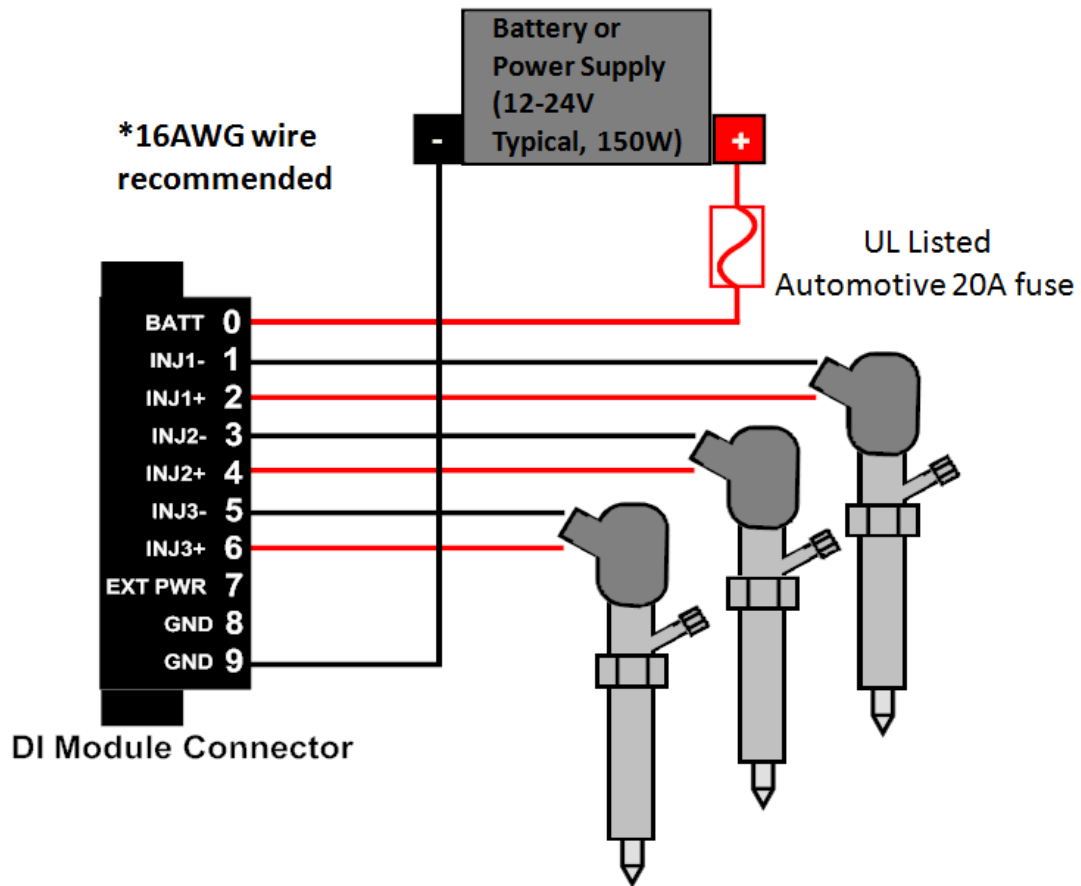 Battery or
Power Supply
(12-24V
Typical, 150W)
- +
*16AWG wire
recommended
UL Listed
Automotive 20A fuse
BATT 0
INJ1- 1
INJ1+ 2
INJ2- 3
INJ2+ 4
INJ3- 5
INJ3+ 6
EXT PWR 7
GND 8
GND 9
DI Module Connector